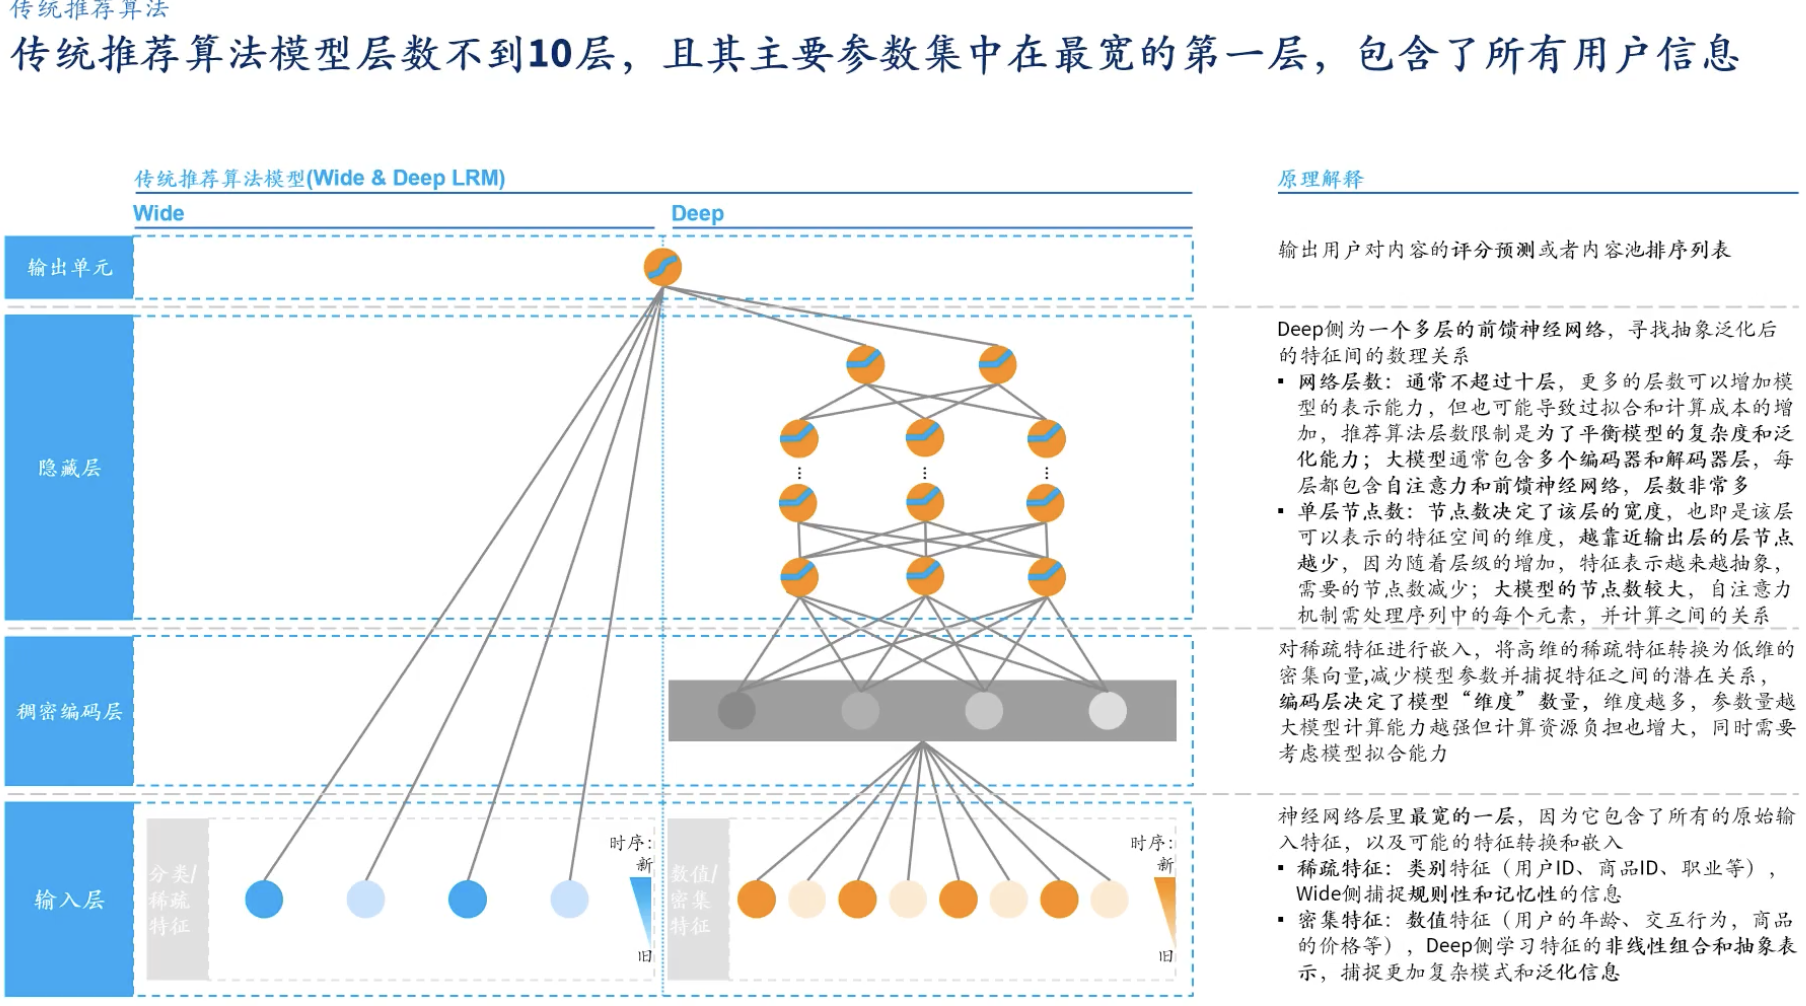 传统推荐算法
传统推荐算法模型层数不到10层，且其主要参数集中在最宽的第一层，包含了所有用户信息
传统推荐算法模型(Wide & Deep LRM)
原理解释
Wide
Deep
输出单元
输出用户对内容的评分预测或者内容池排序列表
隐藏层
Deep侧为一个多层的前馈神经网络，寻找抽象泛化后
的特征间的数理关系
▪ 网络层数：通常不超过十层，更多的层数可以增加模
型的表示能力，但也可能导致过拟合和计算成本的增
加，推荐算法层数限制是为了平衡模型的复杂度和泛
化能力；大模型通常包含多个编码器和解码器层，每
层都包含自注意力和前馈神经网络，层数非常多
▪ 单层节点数：节点数决定了该层的宽度，也即是该层
可以表示的特征空间的维度，越靠近输出层的层节点
越少，因为随着层级的增加，特征表示越来越抽象，
需要的节点数减少；大模型的节点数较大，自注意力
机制需处理序列中的每个元素，并计算之间的关系
稠密编码层
对稀疏特征进行嵌入，将高维的稀疏特征转换为低维的
密集向量,减少模型参数并捕捉特征之间的潜在关系，
编码层决定了模型“维度”数量，维度越多，参数量越
大模型计算能力越强但计算资源负担也增大，同时需要
考虑模型拟合能力
输入层
分类/
稀疏
特征
时序:
新
旧
数值/
密集
特征
时序:
新
旧
神经网络层里最宽的一层，因为它包含了所有的原始输
入特征，以及可能的特征转换和嵌入
▪ 稀疏特征：类别特征（用户ID、商品ID、职业等），
Wide侧捕捉规则性和记忆性的信息
▪ 密集特征：数值特征（用户的年龄、交互行为，商品
的价格等），Deep侧学习特征的非线性组合和抽象表
示，捕捉更加复杂模式和泛化信息